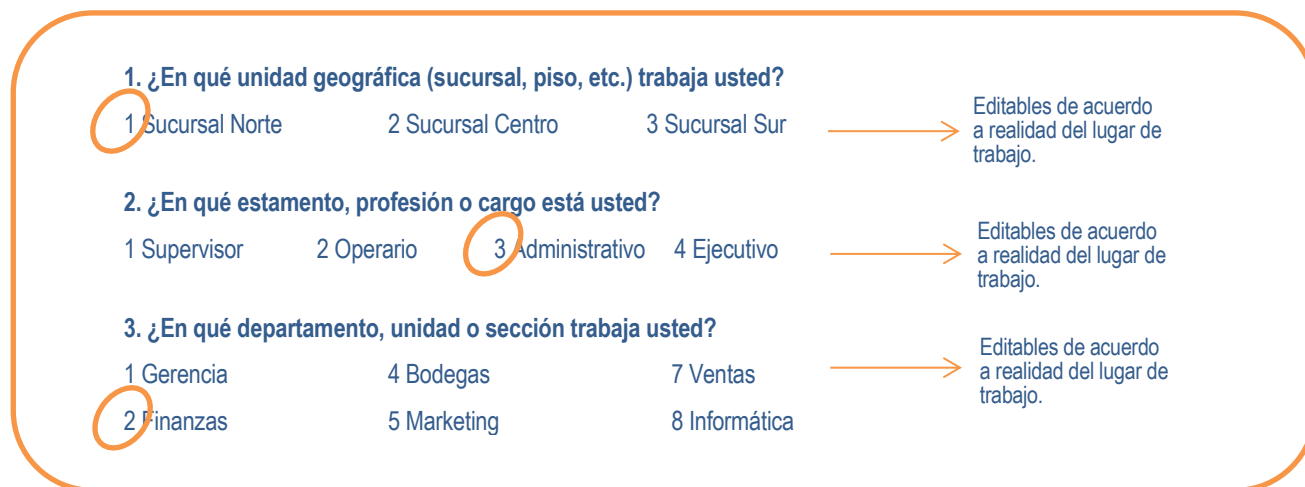 1. ¿En qué unidad geográfica (sucursal, piso, etc.) trabaja usted?
1 Sucursal Norte 2 Sucursal Centro 3 Sucursal Sur
Editables de acuerdo
a realidad del lugar de
trabajo.
2. ¿En qué estamento, profesión o cargo está usted?
1 Supervisor 2 Operario 3 Administrativo 4 Ejecutivo
Editables de acuerdo
a realidad del lugar de
trabajo.
3. ¿En qué departamento, unidad o sección trabaja usted?
1 Gerencia 4 Bodegas 7 Ventas
2 Finanzas 5 Marketing 8 Informática
Editables de acuerdo
a realidad del lugar de
trabajo.